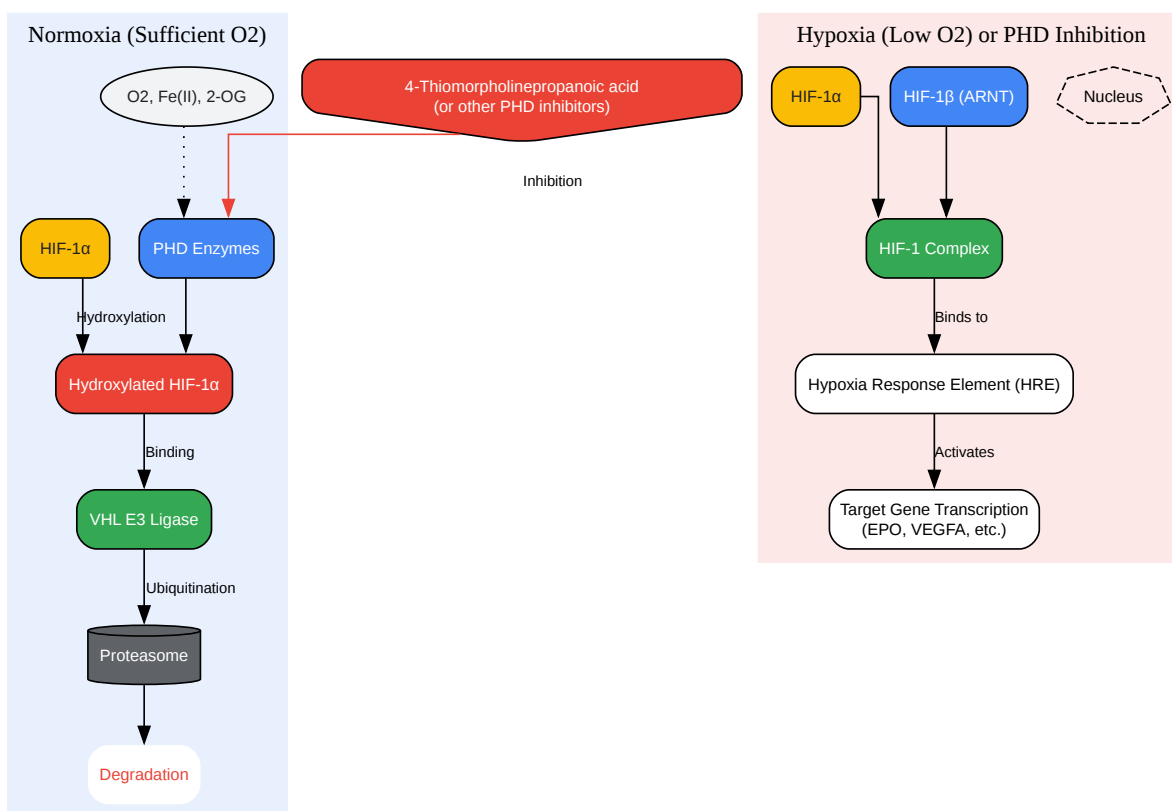 Normoxia (Sufficient O2)
O2, Fe(II), 2-OG
4-Thiomorpholinepropanoic acid
(or other PHD inhibitors)
Inhibition
HIF-1α
PHD Enzymes
Hydroxylation
Hydroxylated HIF-1α
Binding
VHL E3 Ligase
Ubiquitination
Proteasome
Degradation
Hypoxia (Low O2) or PHD Inhibition
HIF-1α
HIF-1β (ARNT)
Nucleus
HIF-1 Complex
Binds to
Hypoxia Response Element (HRE)
Activates
Target Gene Transcription
(EPO, VEGFA, etc.)